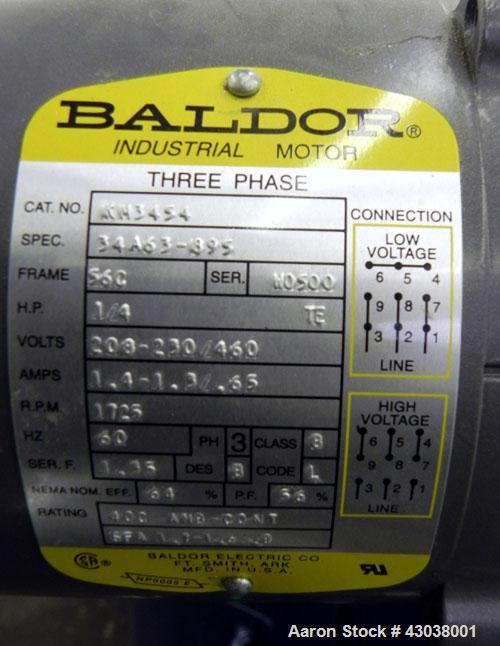 BALDOR®
INDUSTRIAL MOTOR
THREE PHASE
CAT. NO. KM3454
SPEC. 34A63-895
FRAME 56C SER. W0500
H.P. 1/4 TE
VOLTS 208-230/460
AMPS 1.4-1.3/.65
R.P.M. 1725
HZ 60 PH 3 CLASS B
SER. F. 1.35 DES B CODE L
NEMA NOM. EFF. 64 % P.F. 56 %
RATING 40C AMB-CONT
CONNECTION
LOW
VOLTAGE
6 5 4
9 8 7
3 2 1
LINE
HIGH
VOLTAGE
6 5 4
9 8 7
3 2 1
LINE
BALDOR ELECTRIC CO
FT. SMITH, ARK
MFD. IN U.S.A.
Aaron Stock # 43038001